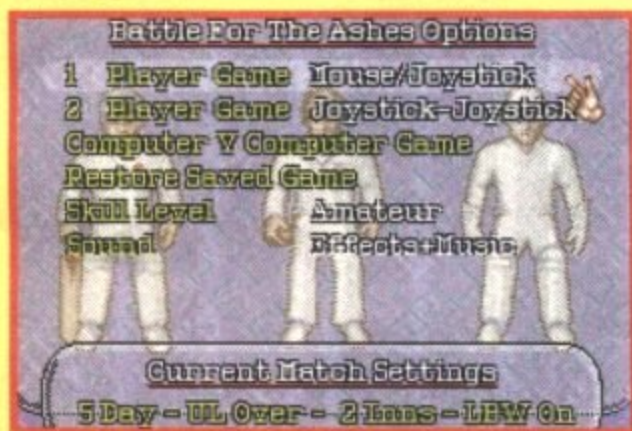 Battle For The Ashes Options
1 Player Game Mouse/Joystick
2 Player Game Joystick-Joystick
Computer V Computer Game
Restore Saved Game
Skill Level Amateur
Sound Effects+Music
Current Match Settings
5 Day - UL Over - 2 Inns - LBW On